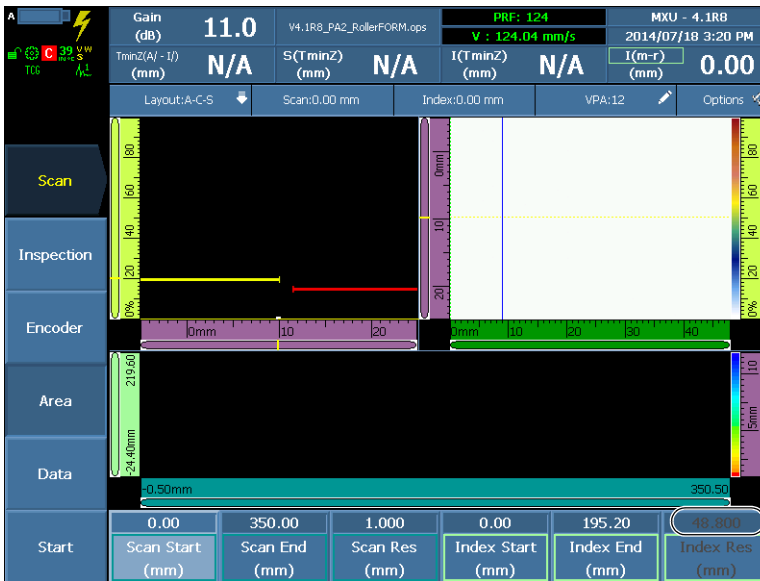 A
Gain
(dB)
11.0
V4.1R8_PA2_RollerFORM.ops
PRF: 124
V : 124.04 mm/s
MXU - 4.1R8
2014/07/18 3:20 PM
C 39 V W
IN °C S
TCG
1
TminZ(A/ - I/)
(mm)
N/A
S(TminZ)
(mm)
N/A
I(TminZ)
(mm)
N/A
I(m-r)
(mm)
0.00
Layout:A-C-S
Scan:0.00 mm
Index:0.00 mm
VPA:12
Options
Scan
Inspection
Encoder
Area
Data
Start
80
60
40
20
0%
0mm
10
20
0mm
10
20
0mm
10
20
30
40
80
60
40
20
0%
219.60
-24.40mm
-0.50mm
350.50
10
5mm
0.00
350.00
1.000
0.00
195.20
48.800
Scan Start
(mm)
Scan End
(mm)
Scan Res
(mm)
Index Start
(mm)
Index End
(mm)
Index Res
(mm)